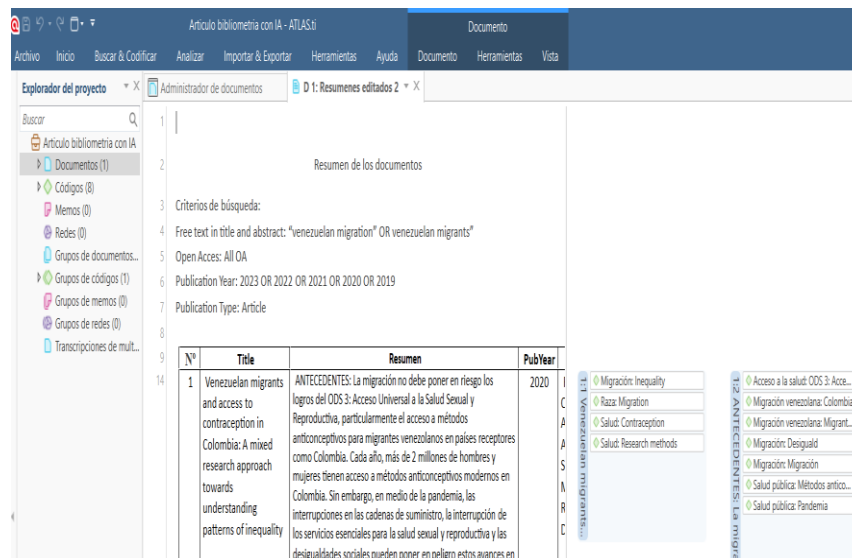 Articulo bibliometria con IA - ATLAS.ti
Documento
Archivo Inicio Buscar & Codificar Analizar Importar & Exportar Herramientas Ayuda Documento Herramientas Vista
Explorador del proyecto
Administrador de documentos
D 1: Resumenes editados 2
Buscar
Articulo bibliometria con IA
Documentos (1)
Códigos (8)
Memos (0)
Redes (0)
Grupos de documentos...
Grupos de códigos (1)
Grupos de memos (0)
Grupos de redes (0)
Transcripciones de mult...
1
2 Resumen de los documentos
3 Criterios de búsqueda:
4 Free text in title and abstract: “venezuelan migration” OR venezuelan migrants”
5 Open Acces: All OA
6 Publication Year: 2023 OR 2022 OR 2021 OR 2020 OR 2019
7 Publication Type: Article
8
9 Nº Title Resumen PubYear
14 1
Venezuelan migrants
and access to
contraception in
Colombia: A mixed
research approach
towards
understanding
patterns of inequality
ANTECEDENTES: La migración no debe poner en riesgo los
logros del ODS 3: Acceso Universal a la Salud Sexual y
Reproductiva, particularmente el acceso a métodos
anticonceptivos para migrantes venezolanos en países receptores
como Colombia. Cada año, más de 2 millones de hombres y
mujeres tienen acceso a métodos anticonceptivos modernos en
Colombia. Sin embargo, en medio de la pandemia, las
interrupciones en las cadenas de suministro, la interrupción de
los servicios esenciales para la salud sexual y reproductiva y las
desigualdades sociales pueden poner en peligro estos avances en
2020
1:1 Venezuelan migrants...
Migración: Inequality
Raza: Migration
Salud: Contraception
Salud: Research methods
1:2 ANTECEDENTES: La migra
Acceso a la salud: ODS 3: Acce...
Migración venezolana: Colombia
Migración venezolana: Migrant...
Migración: Desiguald
Migración: Migración
Salud pública: Métodos antico...
Salud pública: Pandemia